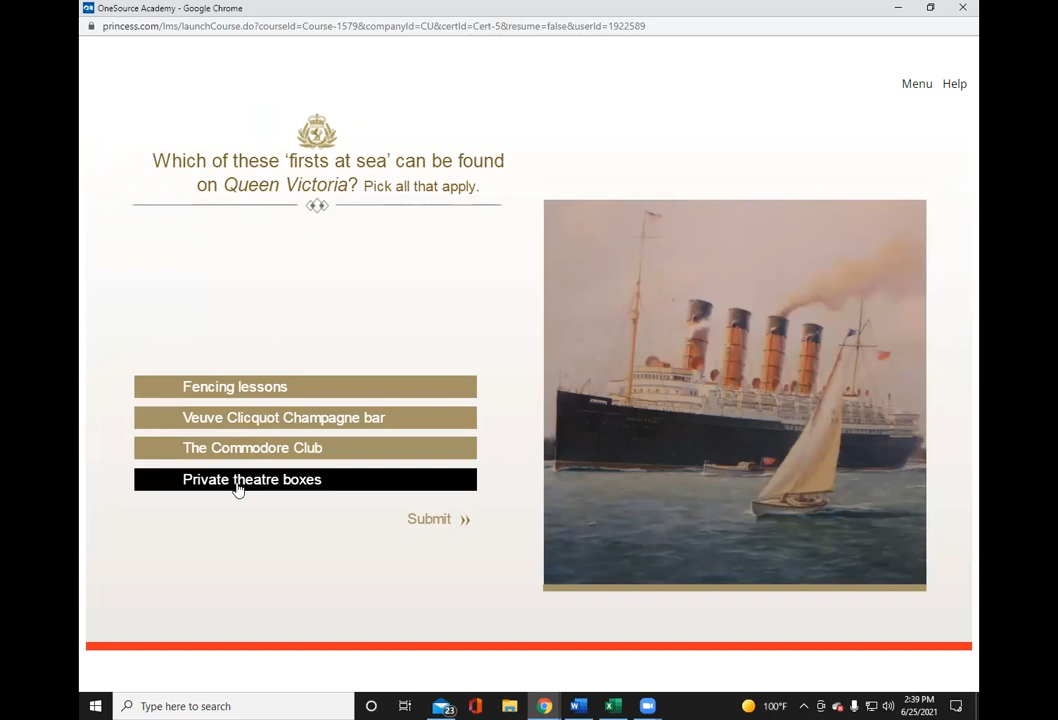 OneSource Academy - Google Chrome
princess.com/lms/launchCourse.do?courseId=Course-1579&companyId=CU&certId=Cert-5&resume=false&userId=1922589
Menu Help
Which of these ‘firsts at sea’ can be found
on Queen Victoria? Pick all that apply.
Fencing lessons
Veuve Clicquot Champagne bar
The Commodore Club
Private theatre boxes
Submit »
Type here to search
23
100°F
2:39 PM
6/25/2021